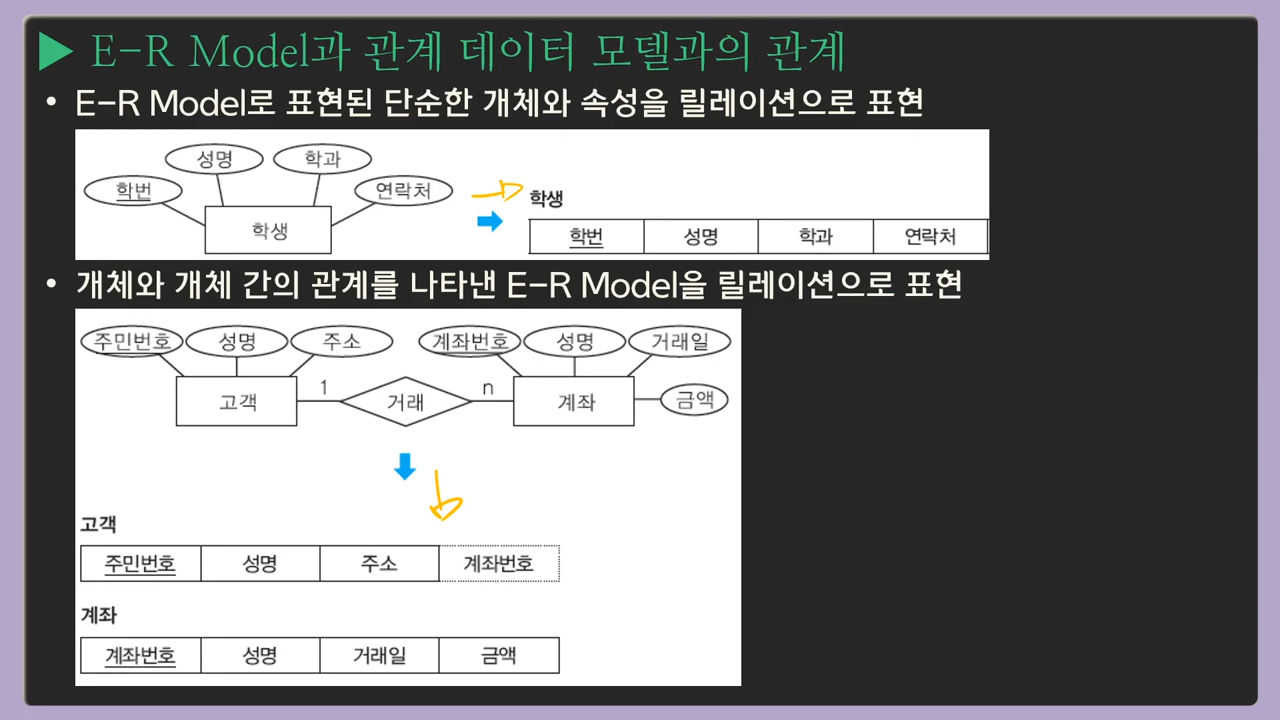 E-R Model과 관계 데이터 모델과의 관계
• E-R Model로 표현된 단순한 개체와 속성을 릴레이션으로 표현
성명 학과
학번 연락처
학생
학생
학번 성명 학과 연락처
• 개체와 개체 간의 관계를 나타낸 E-R Model을 릴레이션으로 표현
주민번호 성명 주소 계좌번호 성명 거래일
고객 1 거래 n 계좌 금액
고객
주민번호 성명 주소 계좌번호
계좌
계좌번호 성명 거래일 금액